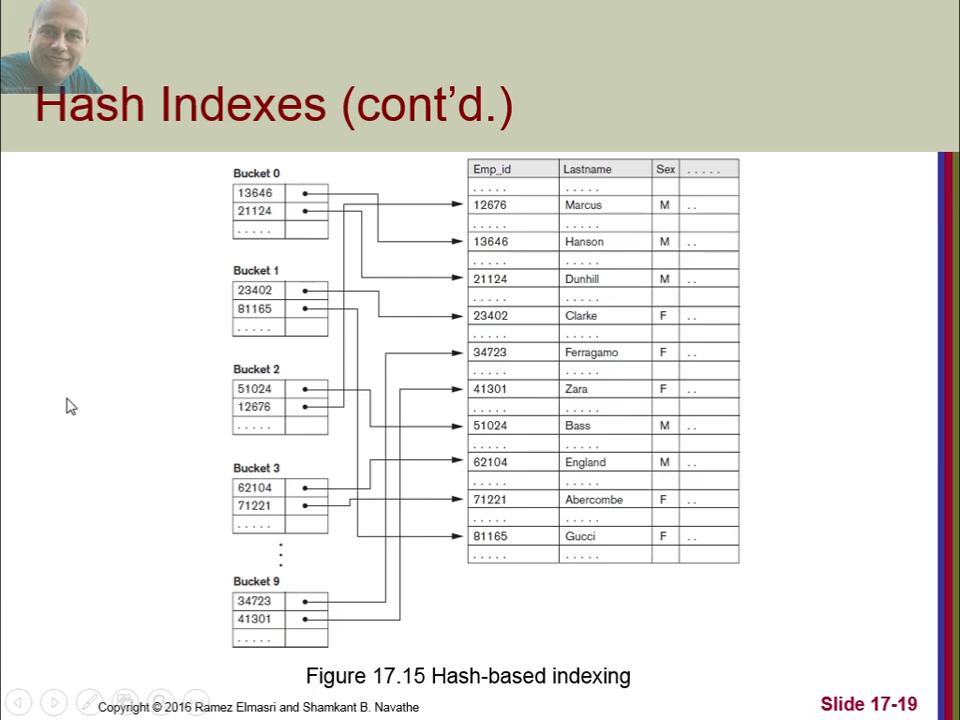 Hash Indexes (cont’d.)
Bucket 0
13646
21124
. . . . .
Bucket 1
23402
81165
. . . . .
Bucket 2
51024
12676
. . . . .
Bucket 3
62104
71221
. . . . .
Bucket 9
34723
41301
. . . . .
Emp_id Lastname Sex . . . . .
. . . . . . . . . .
12676 Marcus M . .
. . . . . . . . . .
13646 Hanson M . .
. . . . . . . . . .
21124 Dunhill M . .
. . . . . . . . . .
23402 Clarke F . .
. . . . . . . . . .
34723 Ferragamo F . .
. . . . . . . . . .
41301 Zara F . .
. . . . . . . . . .
51024 Bass M . .
. . . . . . . . . .
62104 England M . .
. . . . . . . . . .
71221 Abercombe F . .
. . . . . . . . . .
81165 Gucci F . .
. . . . . . . . . .
Figure 17.15 Hash-based indexing
Copyright © 2016 Ramez Elmasri and Shamkant B. Navathe
Slide 17-19